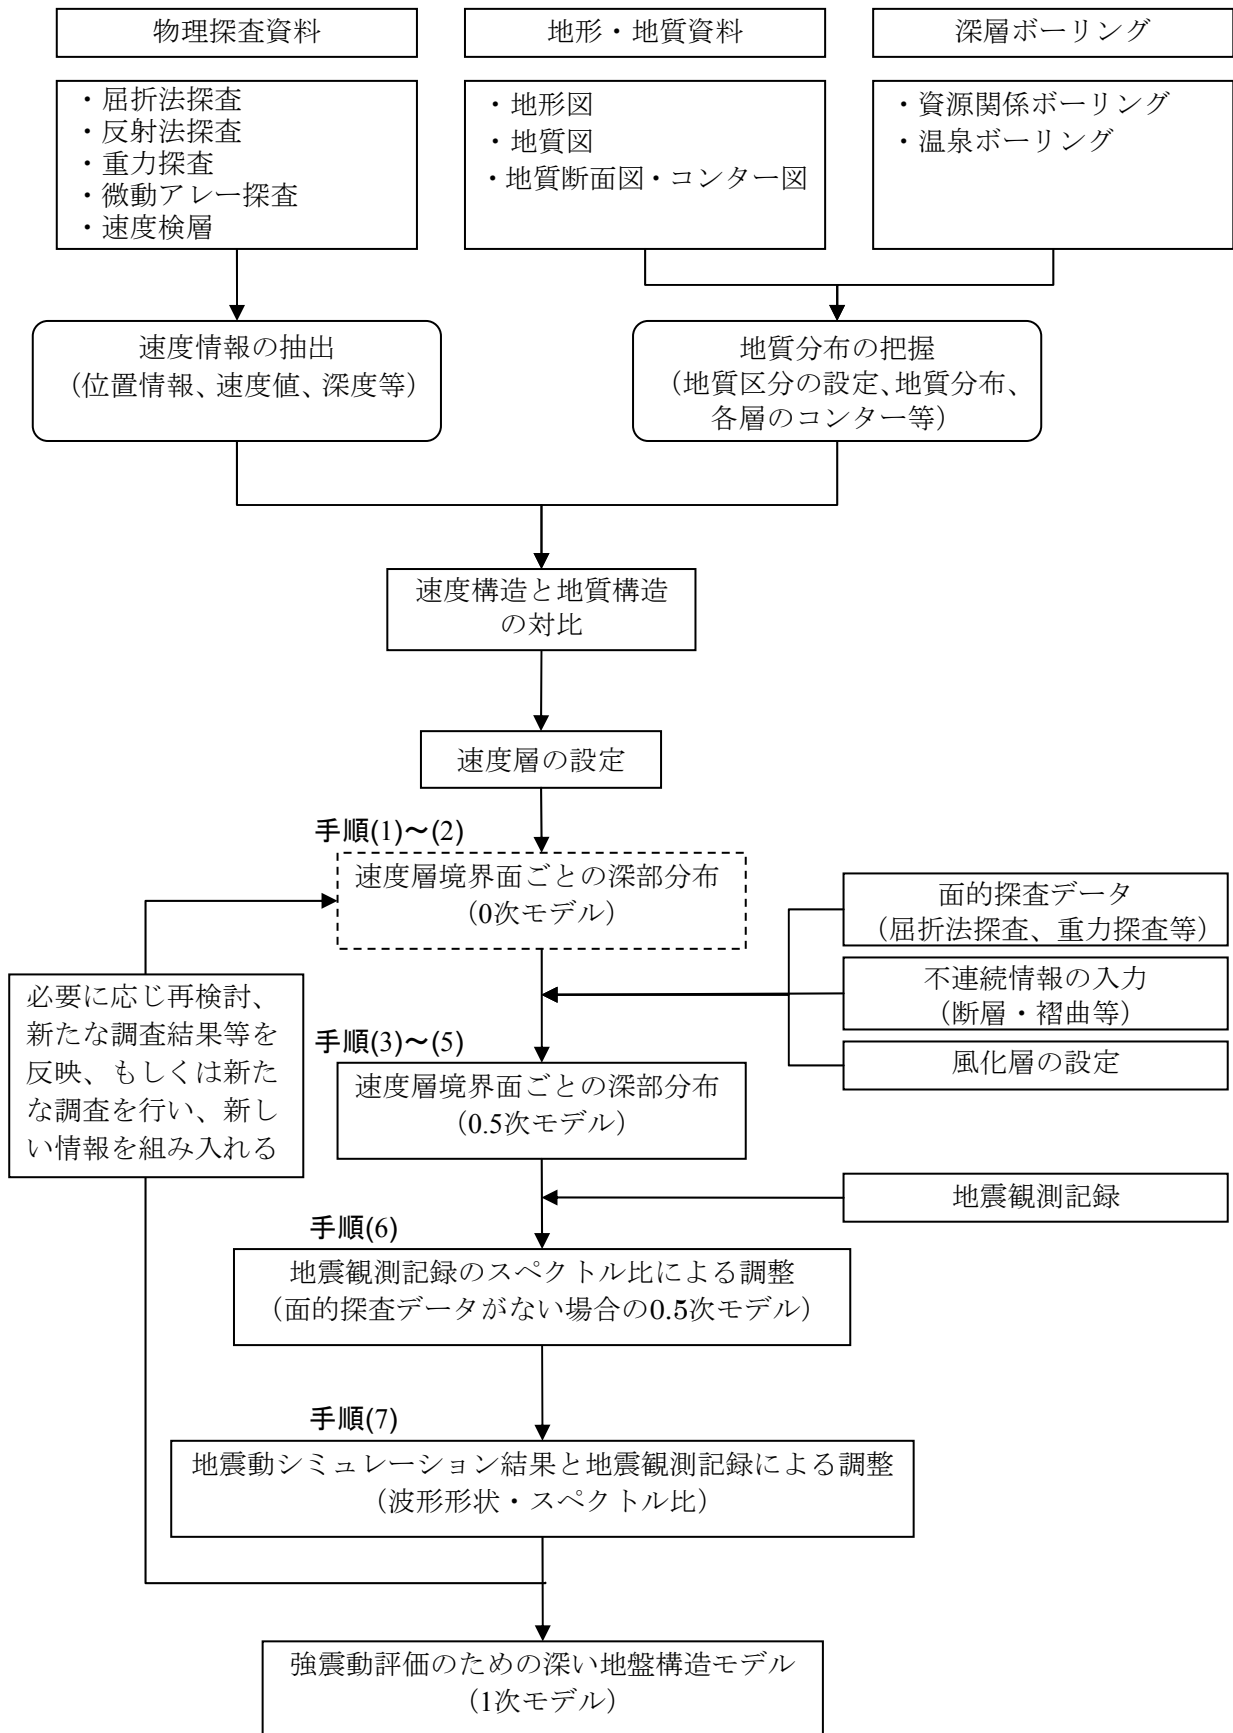 物理探査資料
地形・地質資料
深層ボーリング
・屈折法探査
・反射法探査
・重力探査
・微動アレー探査
・速度検層
・地形図
・地質図
・地質断面図・コンター図
・資源関係ボーリング
・温泉ボーリング
速度情報の抽出
（位置情報、速度値、深度等）
地質分布の把握
（地質区分の設定、地質分布、
各層のコンター等）
速度構造と地質構造
の対比
速度層の設定
手順(1)～(2)
速度層境界面ごとの深部分布
（0次モデル）
面的探査データ
（屈折法探査、重力探査等）
不連続情報の入力
（断層・褶曲等）
風化層の設定
必要に応じ再検討、
新たな調査結果等を
反映、もしくは新た
な調査を行い、新し
い情報を組み入れる
手順(3)～(5)
速度層境界面ごとの深部分布
（0.5次モデル）
地震観測記録
手順(6)
地震観測記録のスペクトル比による調整
（面的探査データがない場合の0.5次モデル）
手順(7)
地震動シミュレーション結果と地震観測記録による調整
（波形形状・スペクトル比）
強震動評価のための深い地盤構造モデル
（1次モデル）